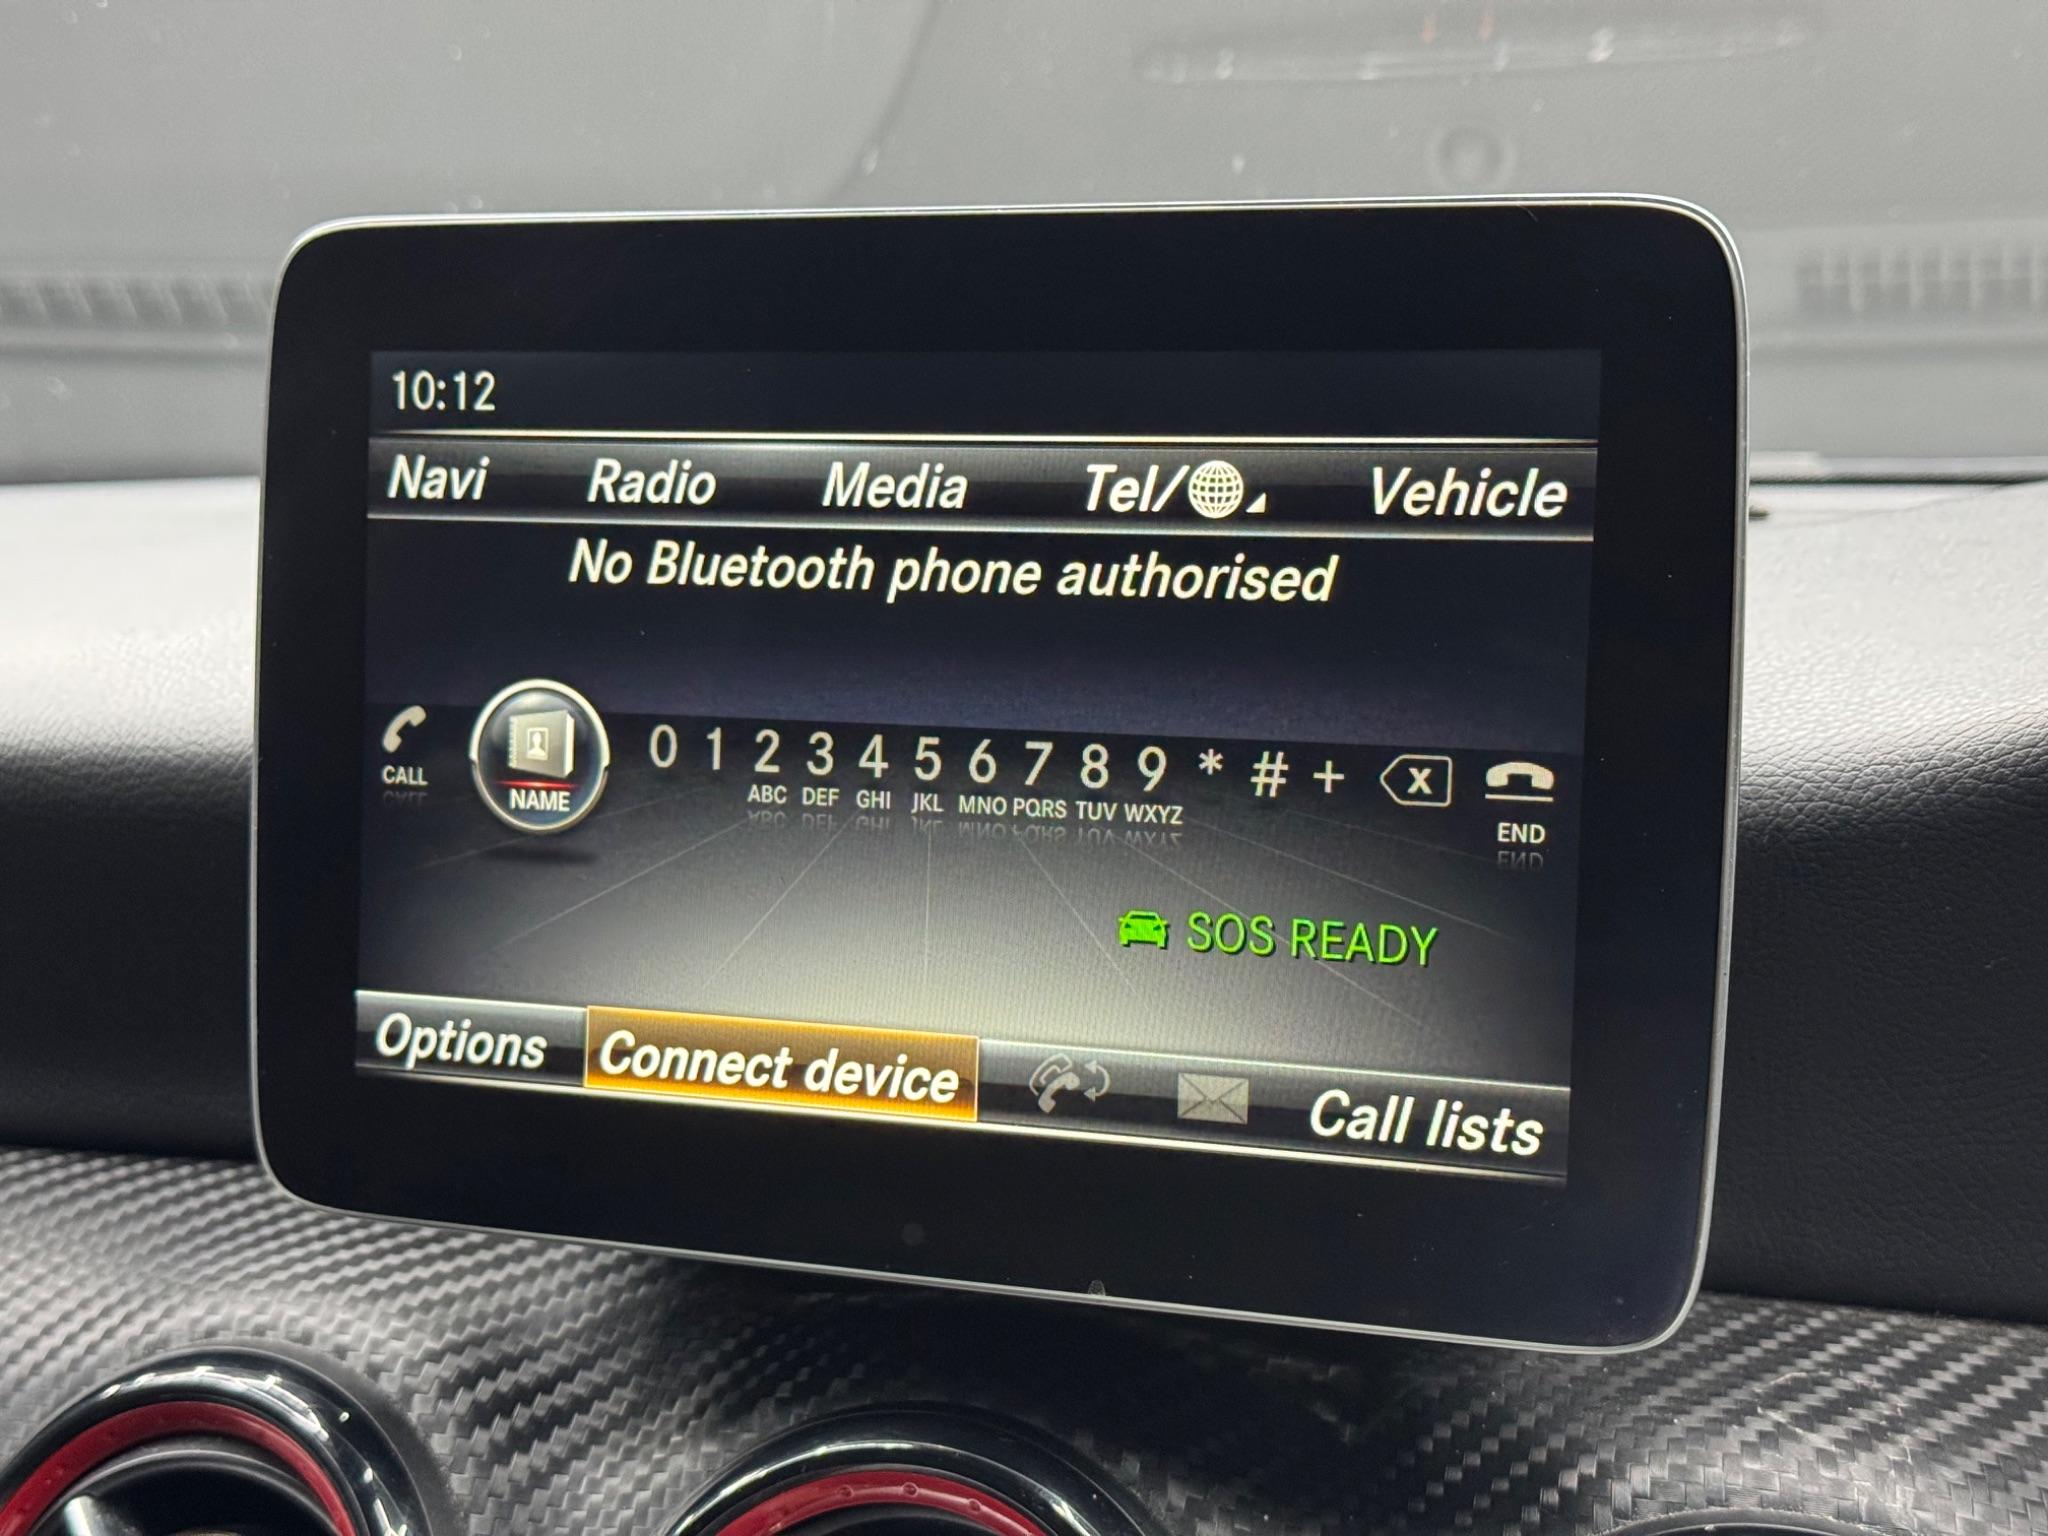 10:12
Navi Radio Media Tel/ Vehicle
No Bluetooth phone authorised
0 1 2 3 4 5 6 7 8 9 * # + X
CALL NAME ABC DEF GHI JKL MNO PQRS TUV WXYZ END
SOS READY
Options Connect device Call lists